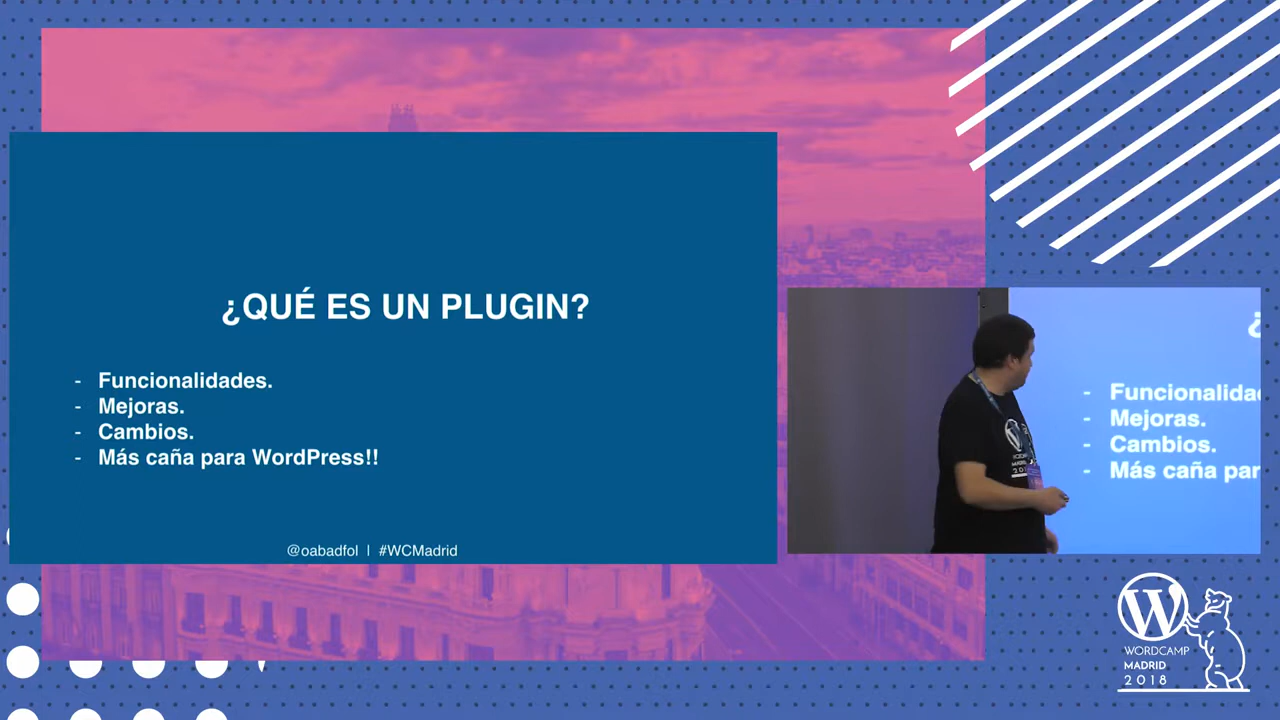 ¿QUÉ ES UN PLUGIN?
- Funcionalidades.
- Mejoras.
- Cambios.
- Más caña para WordPress!!
@oabadfol | #WCMadrid
¿
- Funcionalidad
- Mejoras.
- Cambios.
- Más caña par
WORDCAMP
MADRID
2018